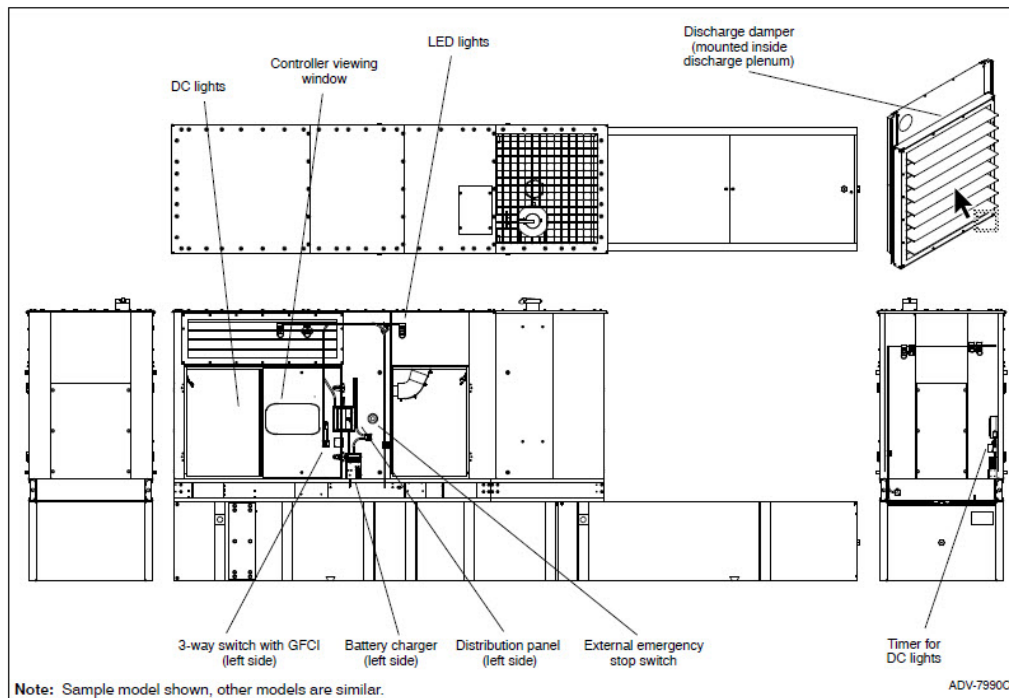 LED lights
Discharge damper
(mounted inside
discharge plenum)
Controller viewing
window
DC lights
3-way switch with GFCI
(left side)
Battery charger
(left side)
Distribution panel
(left side)
External emergency
stop switch
Timer for
DC lights
Note: Sample model shown, other models are similar.
ADV-7990C